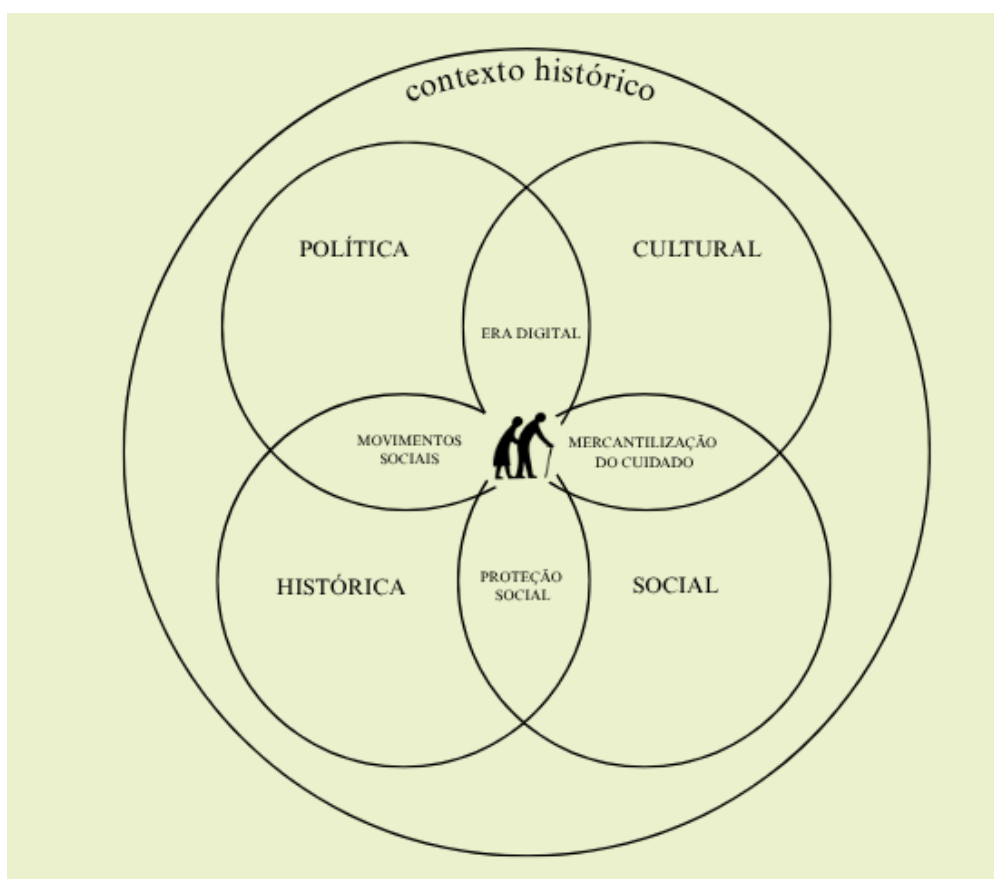 contexto histórico
POLÍTICA
CULTURAL
ERA DIGITAL
MOVIMENTOS
SOCIAIS
MERCANTILIZAÇÃO
DO CUIDADO
HISTÓRICA
PROTEÇÃO
SOCIAL
SOCIAL